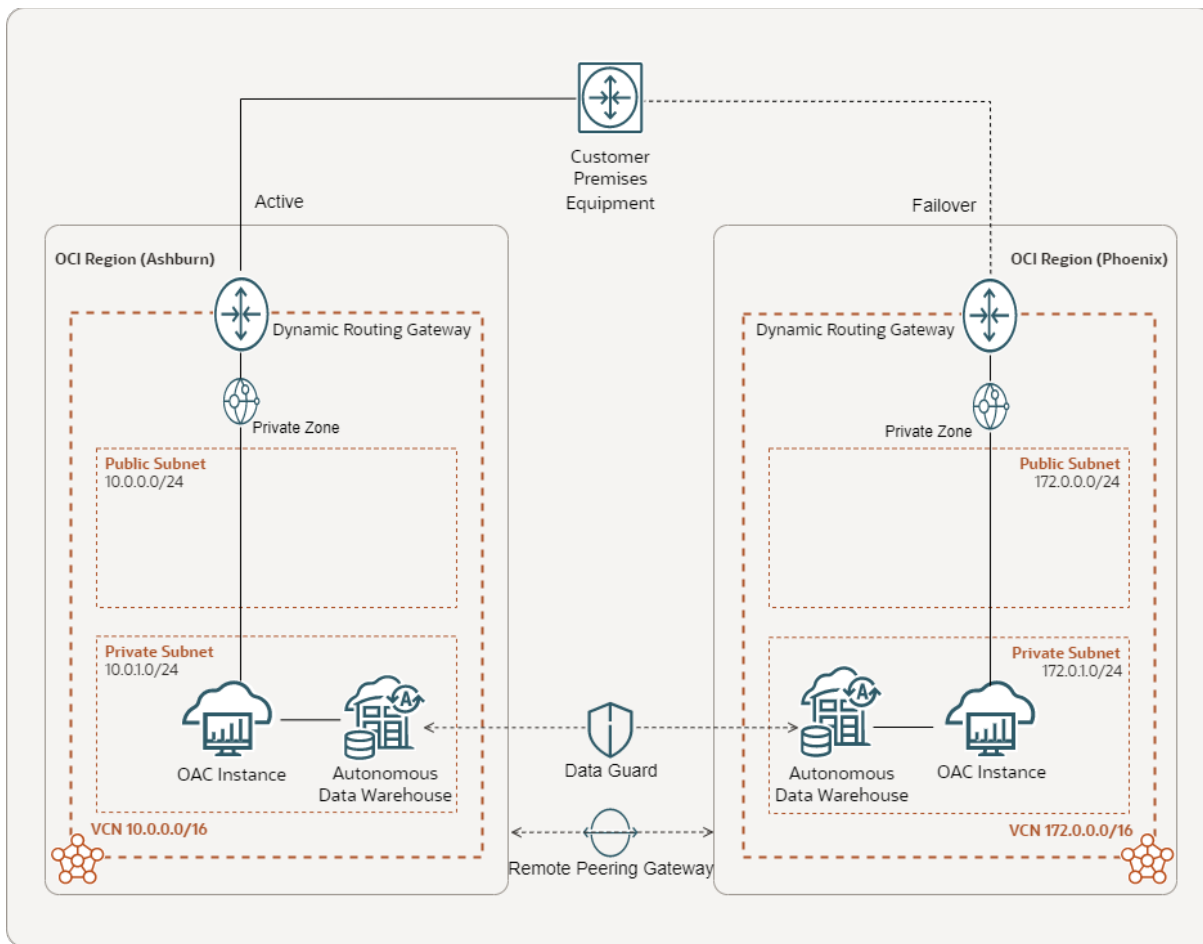 Customer
Premises
Equipment
Active
Failover
OCI Region (Ashburn)
OCI Region (Phoenix)
Dynamic Routing Gateway
Dynamic Routing Gateway
Private Zone
Private Zone
Public Subnet
10.0.0.0/24
Public Subnet
172.0.0.0/24
Private Subnet
10.0.1.0/24
Private Subnet
172.0.1.0/24
A
A
OAC Instance
Autonomous
Data Warehouse
Data Guard
Autonomous
Data Warehouse
OAC Instance
VCN 10.0.0.0/16
VCN 172.0.0.0/16
Remote Peering Gateway